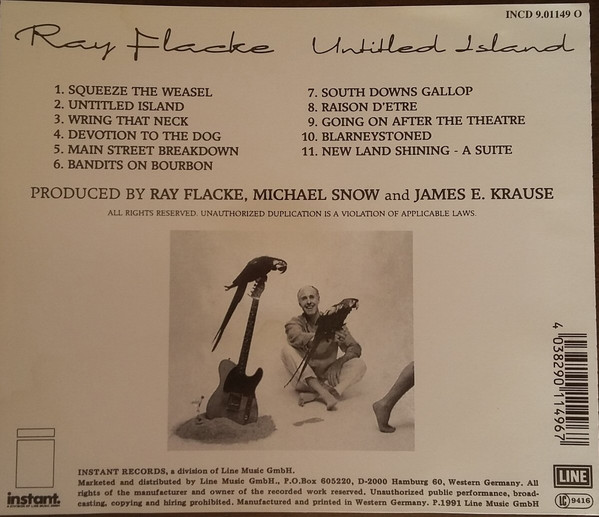 INCD 9.01149 O
Ray Flacke Untitled Island
1. SQUEEZE THE WEASEL
2. UNTITLED ISLAND
3. WRING THAT NECK
4. DEVOTION TO THE DOG
5. MAIN STREET BREAKDOWN
6. BANDITS ON BOURBON
7. SOUTH DOWNS GALLOP
8. RAISON D'ETRE
9. GOING ON AFTER THE THEATRE
10. BLARNEYSTONED
11. NEW LAND SHINING - A SUITE
PRODUCED BY RAY FLACKE, MICHAEL SNOW and JAMES E. KRAUSE
ALL RIGHTS RESERVED. UNAUTHORIZED DUPLICATION IS A VIOLATION OF APPLICABLE LAWS.
4 038290 114967
instant.
INSTANT RECORDS, a division of Line Music GmbH.
Marketed and distributed by Line Music GmbH., P.O.Box 605220, D-2000 Hamburg 60, Western Germany. All
rights of the manufacturer and owner of the recorded work reserved. Unauthorized public performance, broad-
casting, copying and hiring prohibited. Manufactured and printed in Western Germany. P.1991 Line Music GmbH
LINE
LC 9416